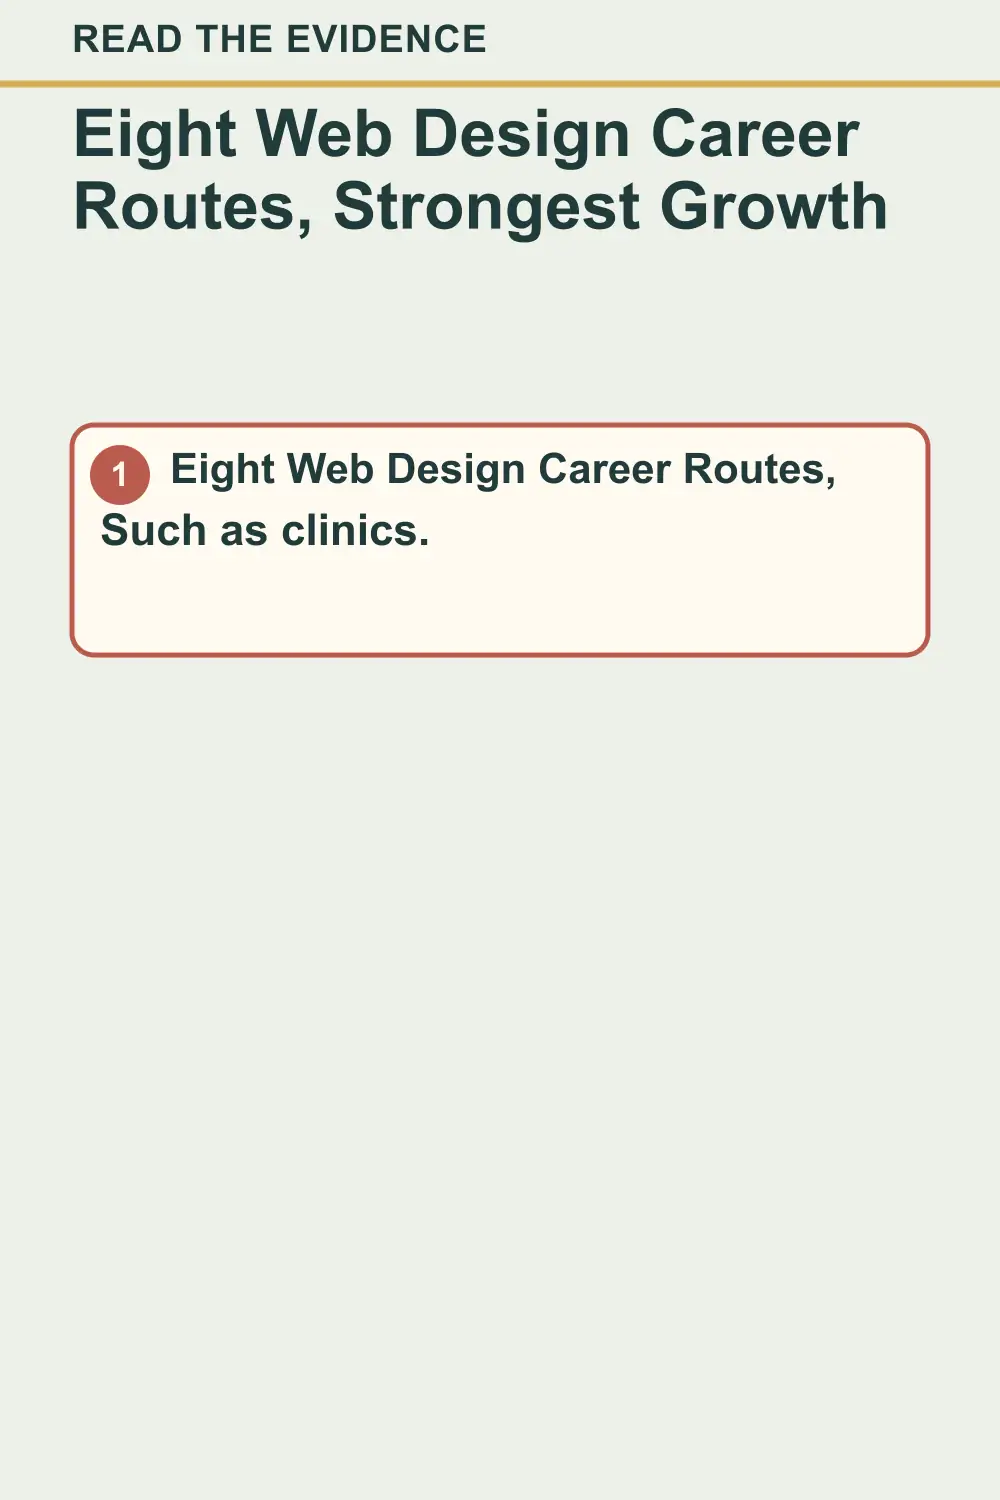 READ THE EVIDENCE
Eight Web Design Career
Routes, Strongest Growth
1 Eight Web Design Career Routes,
Such as clinics.